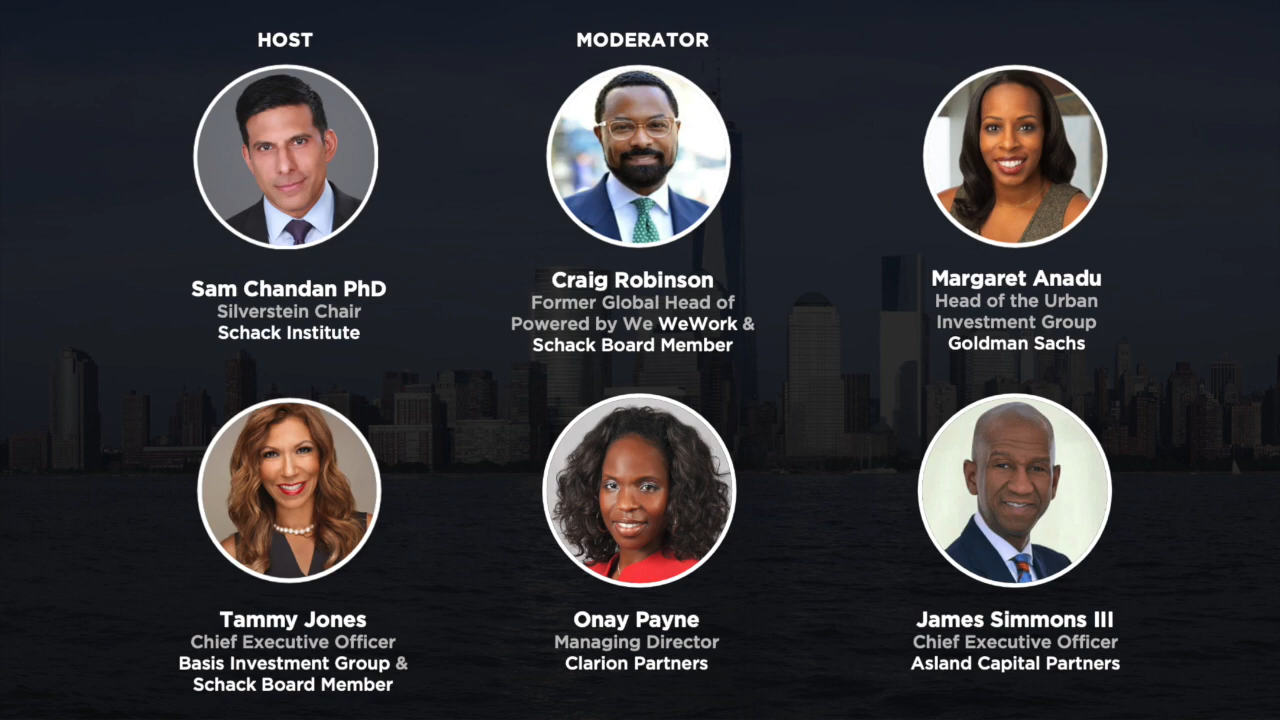 HOST
Sam Chandan PhD
Silverstein Chair
Schack Institute
MODERATOR
Craig Robinson
Former Global Head of
Powered by We WeWork &
Schack Board Member
Margaret Anadu
Head of the Urban
Investment Group
Goldman Sachs
Tammy Jones
Chief Executive Officer
Basis Investment Group &
Schack Board Member
Onay Payne
Managing Director
Clarion Partners
James Simmons III
Chief Executive Officer
Asland Capital Partners